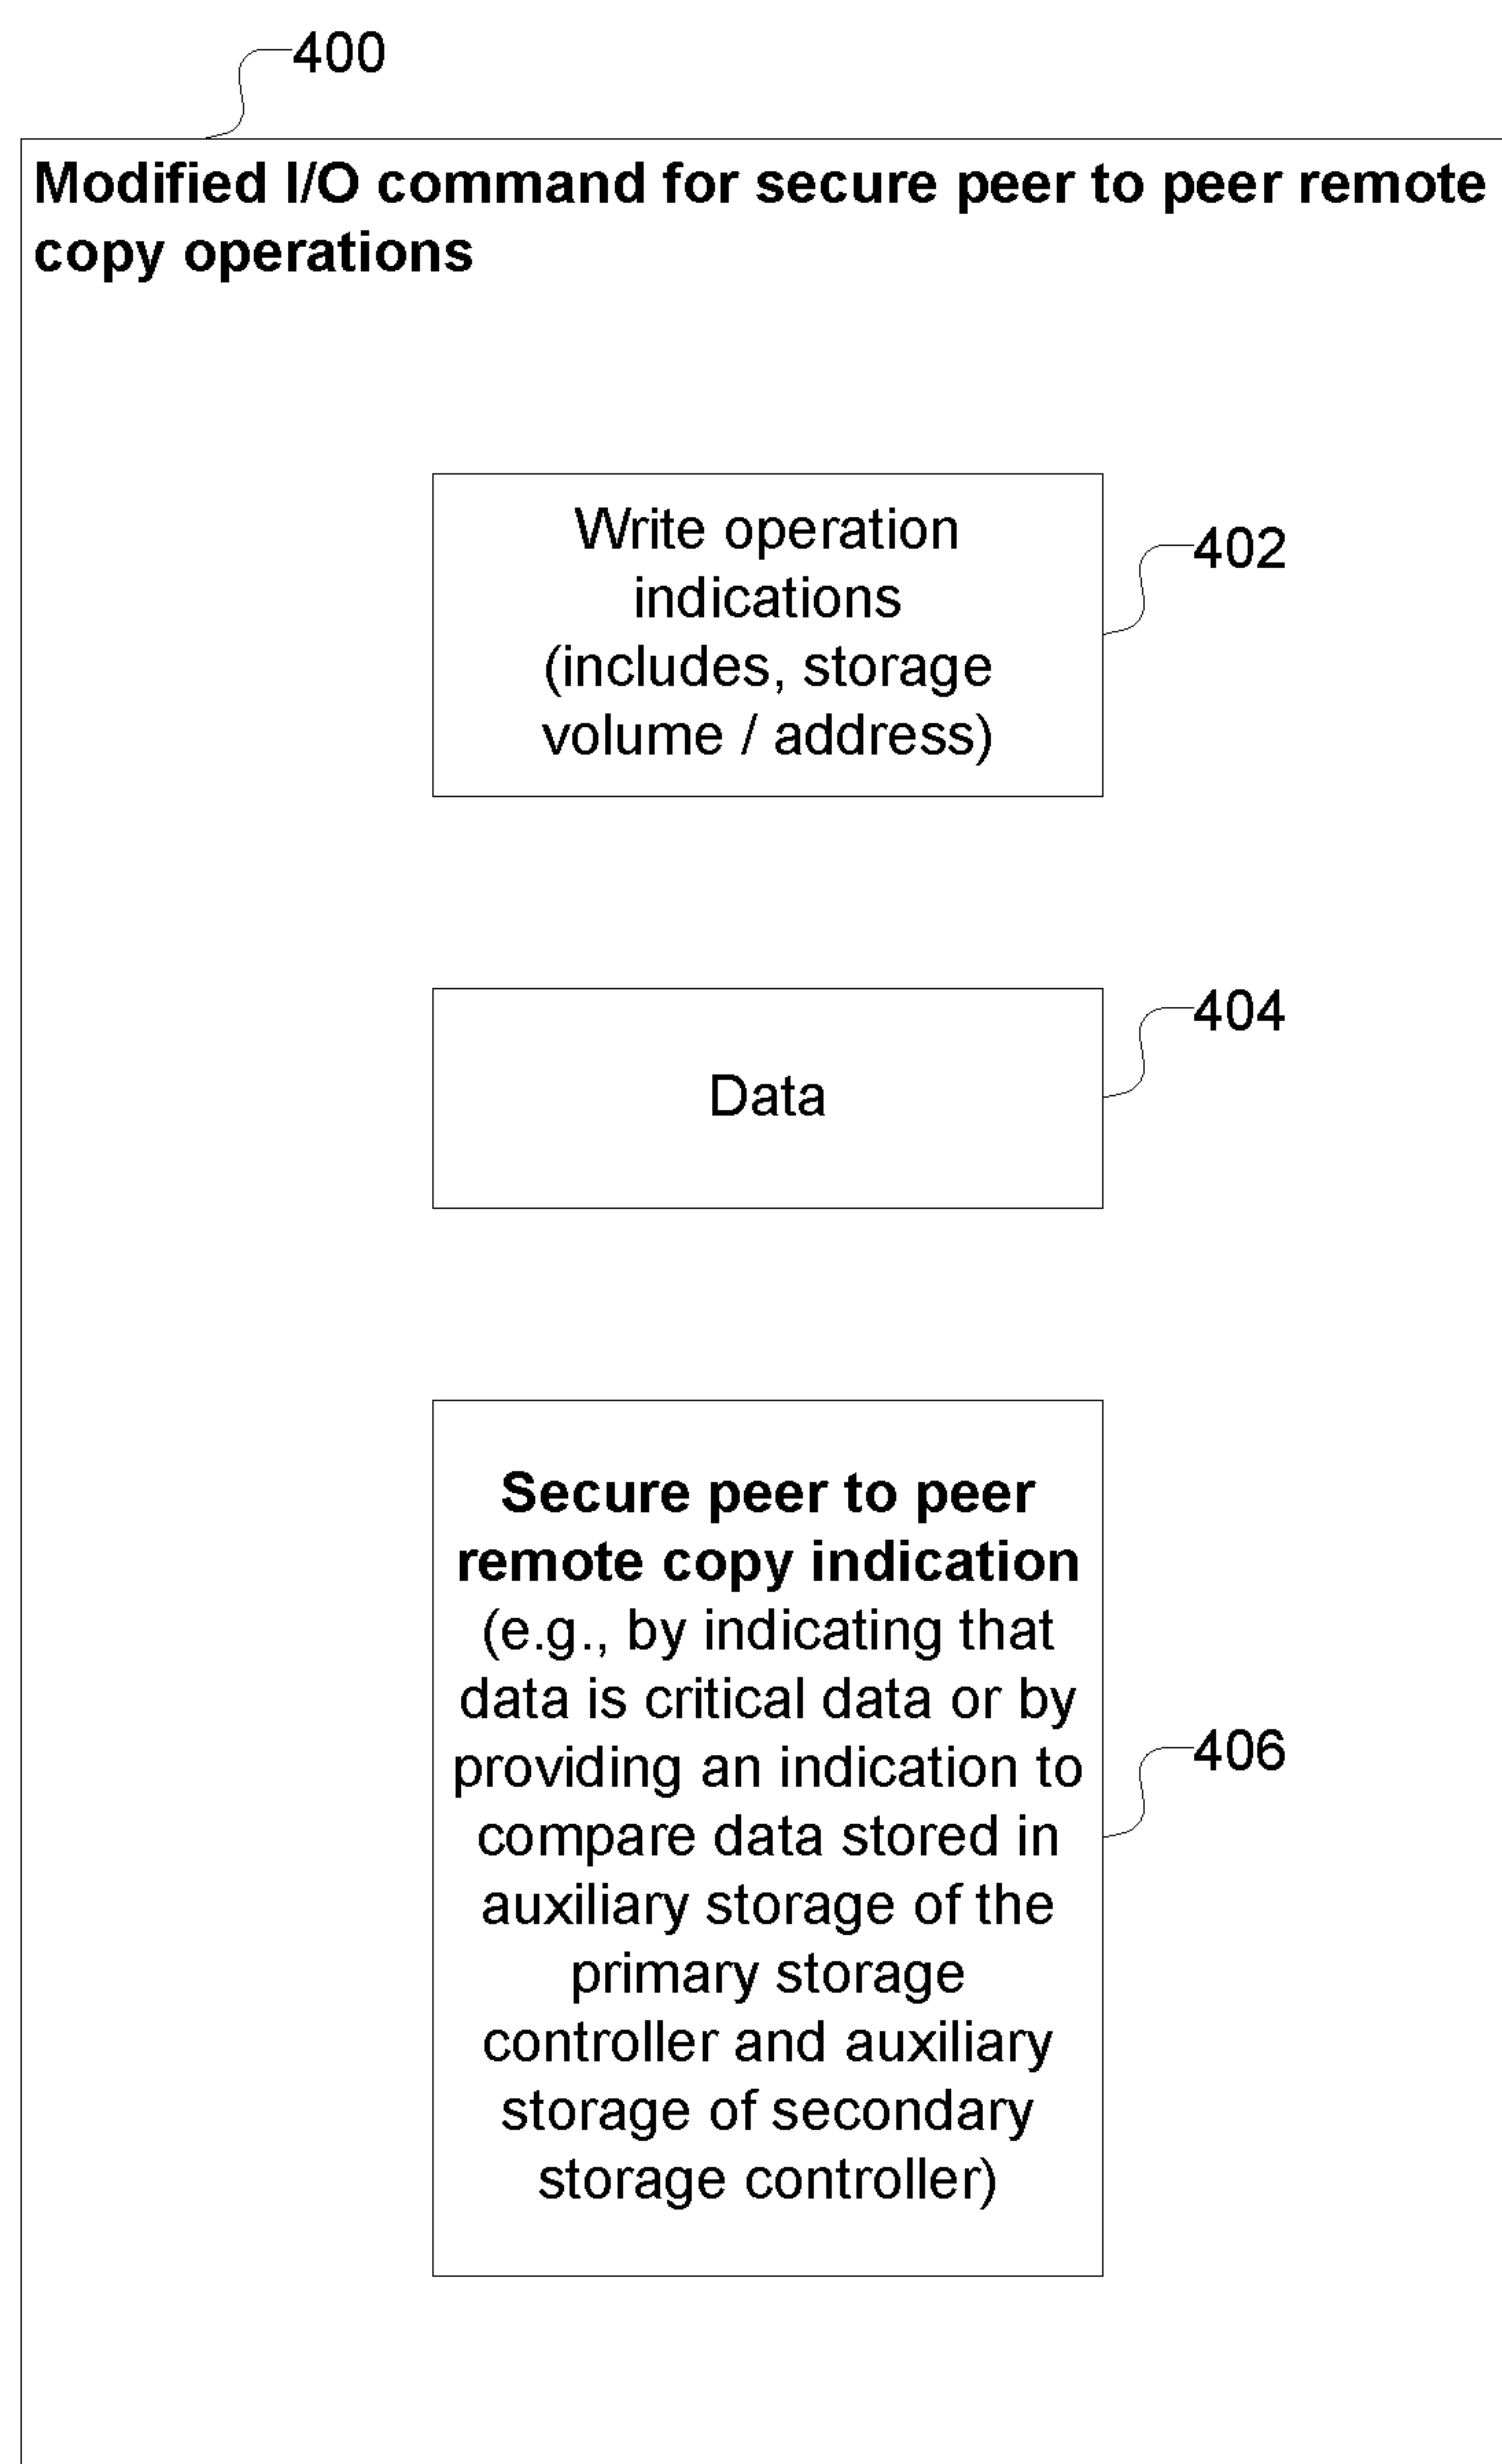 400
Modified I/O command for secure peer to peer remote
copy operations
Write operation
indications
(includes, storage
volume / address)
402
Data
404
Secure peer to peer
remote copy indication
(e.g., by indicating that
data is critical data or by
providing an indication to
compare data stored in
auxiliary storage of the
primary storage
controller and auxiliary
storage of secondary
storage controller)
406